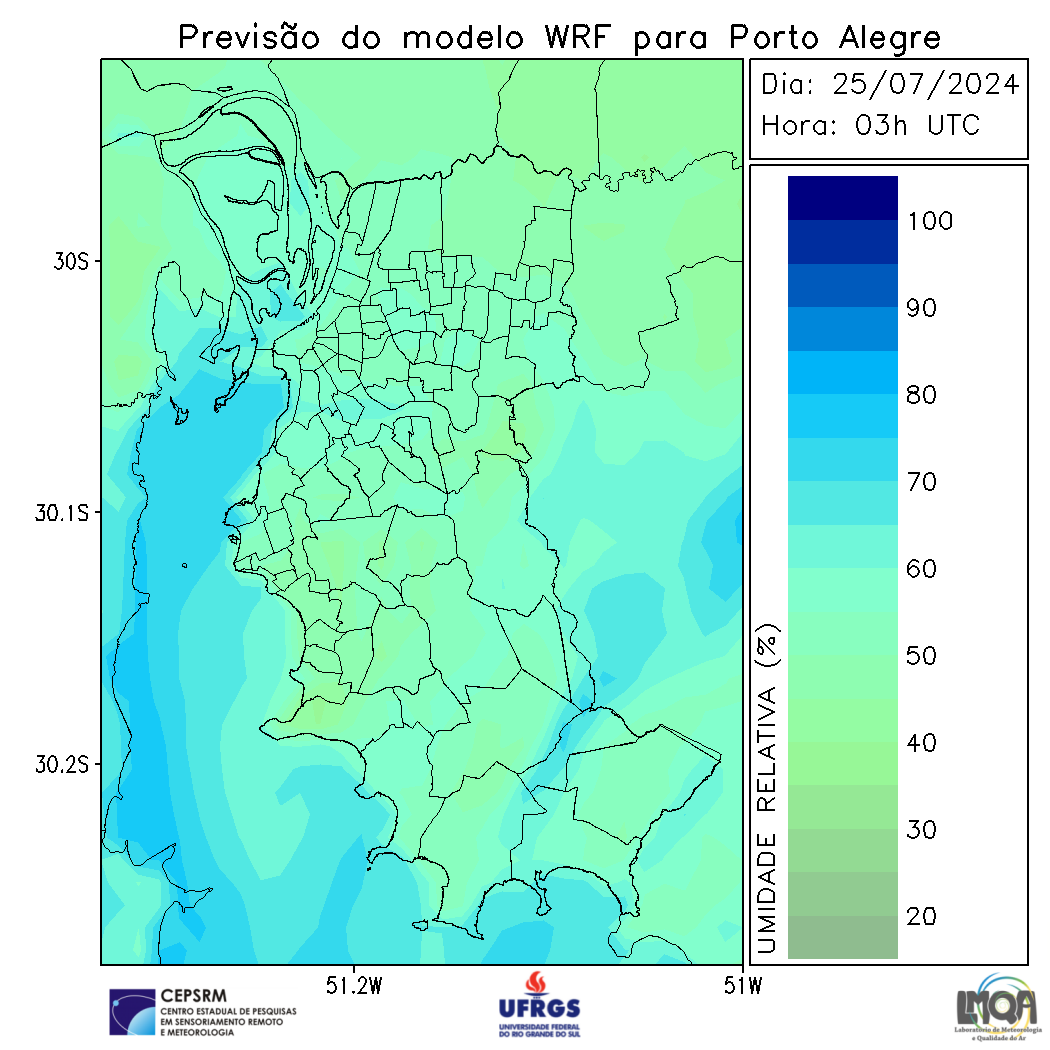 Previsão do modelo WRF para Porto Alegre
Dia: 25/07/2024
Hora: 03h UTC
100
90
80
70
60
50
40
30
20
UMIDADE RELATIVA (%)
30S
30.1S
30.2S
51.2W
51W
CEPSRM
CENTRO ESTADUAL DE PESQUISAS
EM SENSORIAMENTO REMOTO
E METEOROLOGIA
UFRGS
UNIVERSIDADE FEDERAL
DO RIO GRANDE DO SUL
LMQA
Laboratório de Meteorologia
e Qualidade do Ar